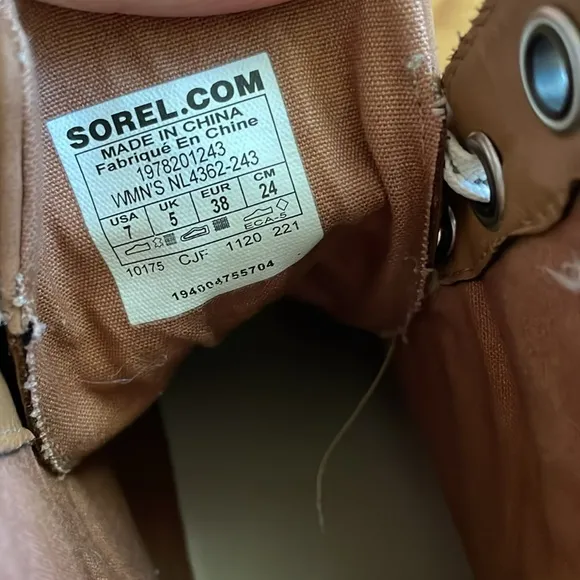 SOREL.COM
MADE IN CHINA
Fabriqué En Chine
1978201243
WMN'S NL4362-243
USA UK EUR CM
7 5 38 24
ECA-5
10175 CJF 1120 221
194004755704